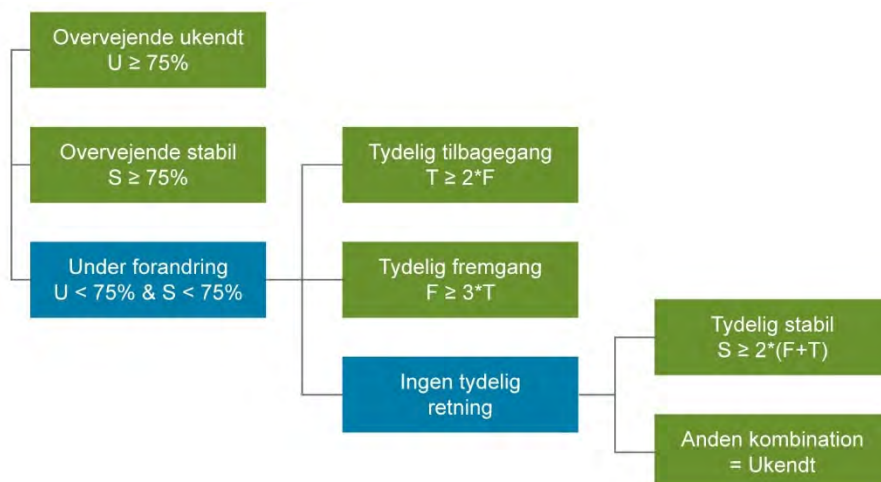 Overvejende ukendt
U ≥ 75%
Overvejende stabil
S ≥ 75%
Under forandring
U < 75% & S < 75%
Tydelig tilbagegang
T ≥ 2*F
Tydelig fremgang
F ≥ 3*T
Ingen tydelig
retning
Tydelig stabil
S ≥ 2*(F+T)
Anden kombination
= Ukendt